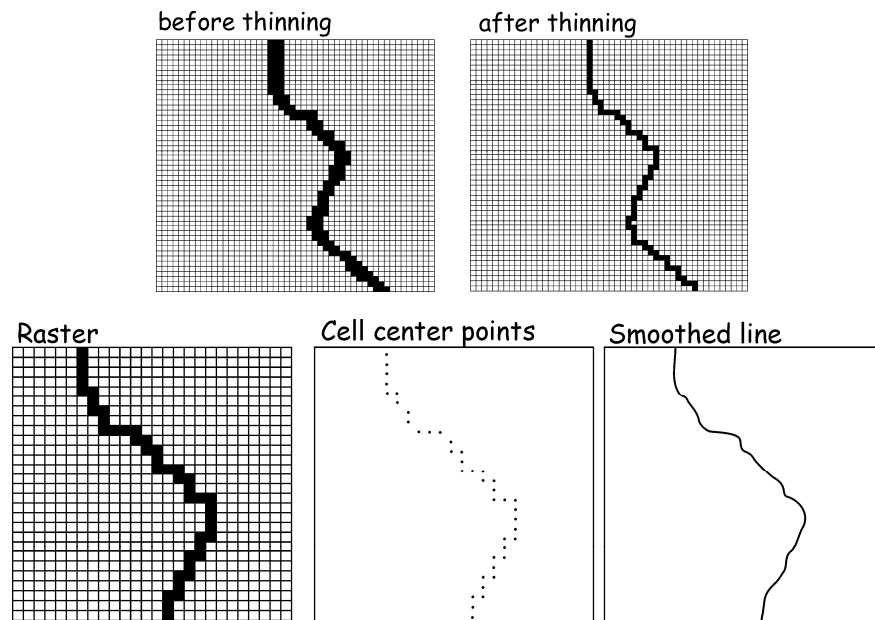 before thinning
after thinning
Raster
Cell center points
Smoothed line